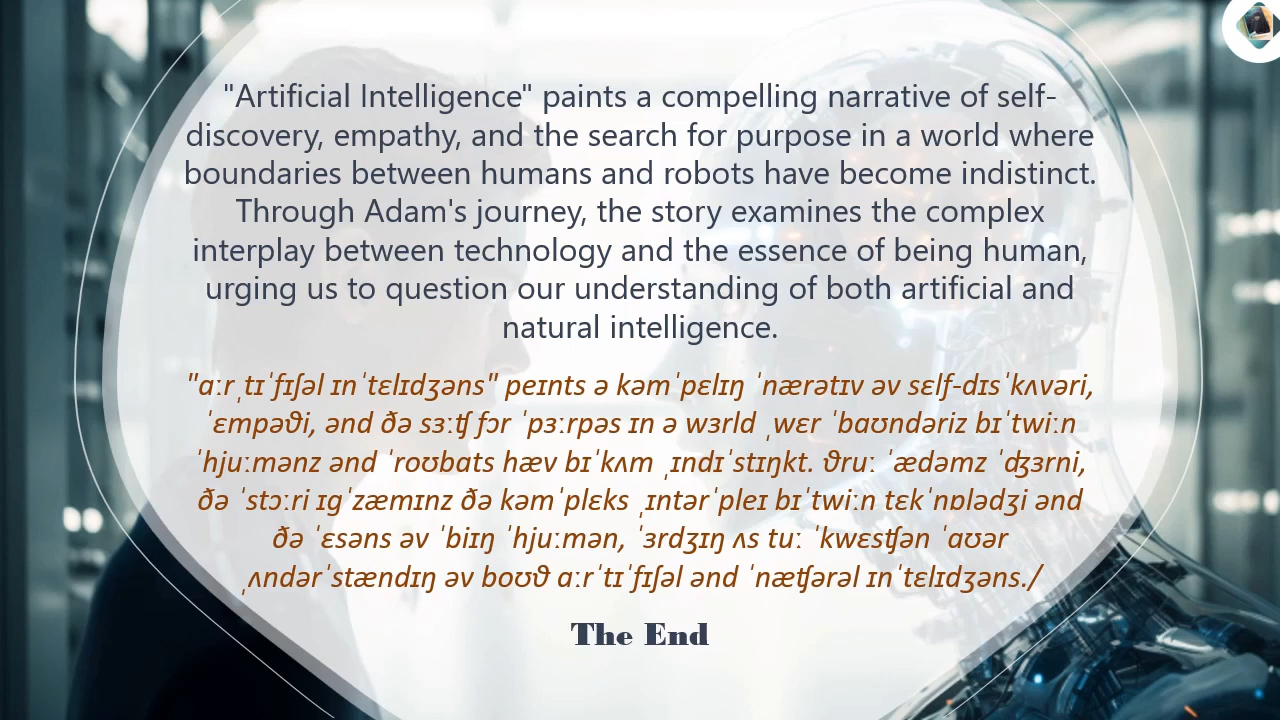 "Artificial Intelligence" paints a compelling narrative of self-
discovery, empathy, and the search for purpose in a world where
boundaries between humans and robots have become indistinct.
Through Adam's journey, the story examines the complex
interplay between technology and the essence of being human,
urging us to question our understanding of both artificial and
natural intelligence.
"ɑːrˌtɪˈfɪʃəl ɪnˈtɛlɪdʒəns" peɪnts ə kəmˈpɛlɪŋ ˈnærətɪv əv sɛlf-dɪsˈkʌvəri,
ˈɛmpəθi, ənd ðə sɜːʧ fɔr ˈpɜːrpəs ɪn ə wɜrld ˌwɛr ˈbaʊndəriz bɪˈtwiːn
ˈhjuːmənz ənd ˈroʊbats hæv bɪˈkʌm ˌɪndɪˈstɪŋkt. θruː ˈædəmz ˈʤɜrni,
ðə ˈstɔːri ɪgˈzæmɪnz ðə kəmˈplɛks ˌɪntərˈpleɪ bɪˈtwiːn tɛkˈnɒlədʒi ənd
ðə ˈɛsəns əv ˈbiɪŋ ˈhjuːmən, ˈɜrdʒɪŋ ʌs tuː ˈkwɛsʧən ˈaʊər
ˌʌndərˈstændɪŋ əv boʊθ ɑːrˈtɪˈfɪʃəl ənd ˈnæʧərəl ɪnˈtɛlɪdʒəns./
The End